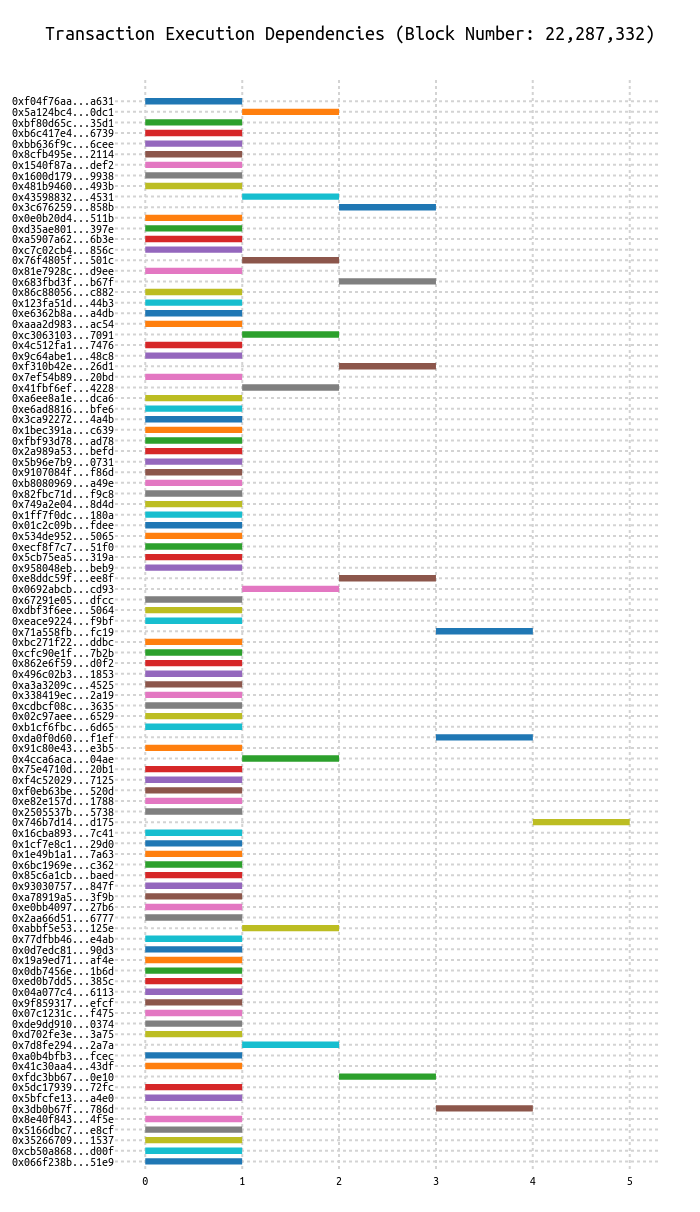 Transaction Execution Dependencies (Block Number: 22,287,332)
0xf04f76aa...a631
0x5a124bc4...0dc1
0xbf80d65c...35d1
0xb6c417e4...6739
0xbb636f9c...6cee
0x8cfb495e...2114
0x1540f87a...def2
0x1600d179...9938
0x481b9460...493b
0x43598832...4531
0x3c676259...858b
0x0e0b20d4...511b
0xd35ae801...397e
0xa5907a62...6b3e
0xc7c02cb4...856c
0x76f4805f...501c
0x81e7928c...d9ee
0x683fbd3f...b67f
0x86c88056...c882
0x123fa51d...44b3
0xe6362b8a...a4db
0xaaa2d983...ac54
0xc3063103...7091
0x4c512fa1...7476
0x9c64abe1...48c8
0xf310b42e...26d1
0x7ef54b89...20bd
0x41fbf6ef...4228
0xa6ee8a1e...dca6
0xe6ad8816...bfe6
0x3ca92272...4a4b
0x1bec391a...c639
0xfbf93d78...ad78
0x2a989a53...befd
0x5b96e7b9...0731
0x9107084f...f86d
0xb8080969...a49e
0x82fbc71d...f9c8
0x749a2e04...8d4d
0x1ff7f0dc...180a
0x01c2c09b...fdee
0x534de952...5065
0xecf8f7c7...51f0
0x5cb75ea5...319a
0x958048eb...beb9
0xe8ddc59f...ee8f
0x0692abcb...cd93
0x67291e05...dfcc
0xdbf3f6ee...5064
0xeace9224...f9bf
0x71a558fb...fc19
0xbc271f22...ddbc
0xcfc90e1f...7b2b
0x862e6f59...d0f2
0x496c02b3...1853
0xa3a3209c...4525
0x338419ec...2a19
0xcdbcf08c...3635
0x02c97aee...6529
0xb1cf6fbc...6d65
0xda0f0d60...f1ef
0x91c80e43...e3b5
0x4cca6aca...04ae
0x75e4710d...20b1
0xf4c52029...7125
0xf0eb63be...520d
0xe82e157d...1788
0x2505537b...5738
0x746b7d14...d175
0x16cba893...7c41
0x1cf7e8c1...29d0
0x1e49b1a1...7a63
0x6bc1969e...c362
0x85c6a1cb...baed
0x93030757...847f
0xa78919a5...3f9b
0xe0bb4097...27b6
0x2aa66d51...6777
0xabbf5e53...125e
0x77dfbb46...e4ab
0x0d7edc81...90d3
0x19a9ed71...af4e
0x0db7456e...1b6d
0xed0b7dd5...385c
0x04a077c4...6113
0x9f859317...efcf
0x07c1231c...f475
0xde9dd910...0374
0xd702fe3e...3a75
0x7d8fe294...2a7a
0xa0b4bfb3...fcec
0x41c30aa4...43df
0xfdc3bb67...0e10
0x5dc17939...72fc
0x5bfcfe13...a4e0
0x3db0b67f...786d
0x8e40f843...4f5e
0x5166dbc7...e8cf
0x35266709...1537
0xcb50a868...d00f
0x066f238b...51e9
0 1 2 3 4 5